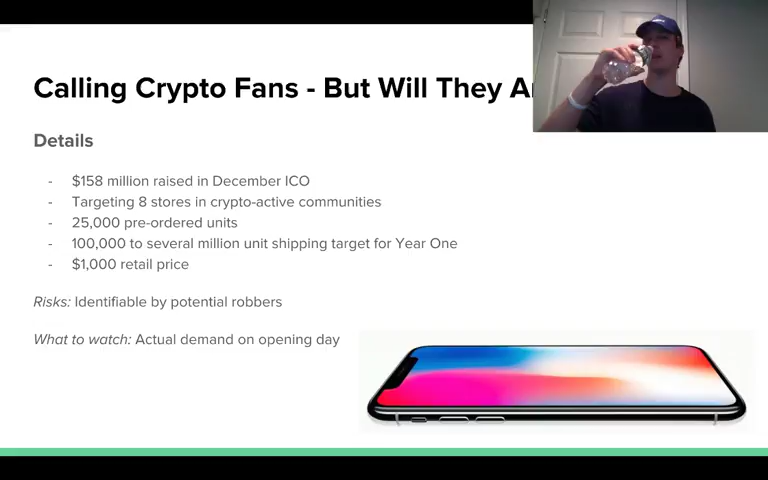 Calling Crypto Fans - But Will They
Details
- $158 million raised in December ICO
- Targeting 8 stores in crypto-active communities
- 25,000 pre-ordered units
- 100,000 to several million unit shipping target for Year One
- $1,000 retail price
Risks: Identifiable by potential robbers
What to watch: Actual demand on opening day